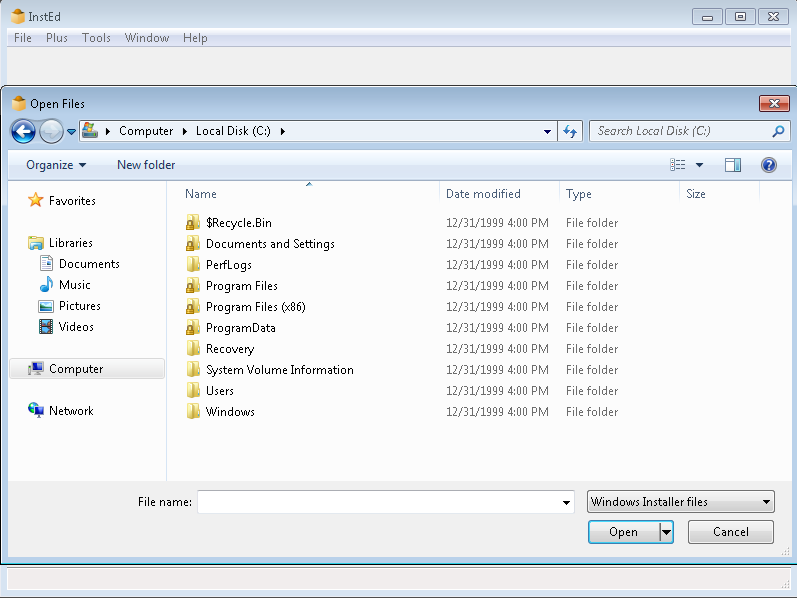 InstEd
File Plus Tools Window Help
Open Files
Computer Local Disk (C:) Search Local Disk (C:)
Organize New folder
Name Date modified Type Size
Favorites
Libraries
Documents
Music
Pictures
Videos
Computer
Network
$Recycle.Bin 12/31/1999 4:00 PM File folder
Documents and Settings 12/31/1999 4:00 PM File folder
PerfLogs 12/31/1999 4:00 PM File folder
Program Files 12/31/1999 4:00 PM File folder
Program Files (x86) 12/31/1999 4:00 PM File folder
ProgramData 12/31/1999 4:00 PM File folder
Recovery 12/31/1999 4:00 PM File folder
System Volume Information 12/31/1999 4:00 PM File folder
Users 12/31/1999 4:00 PM File folder
Windows 12/31/1999 4:00 PM File folder
File name: Windows Installer files
Open Cancel